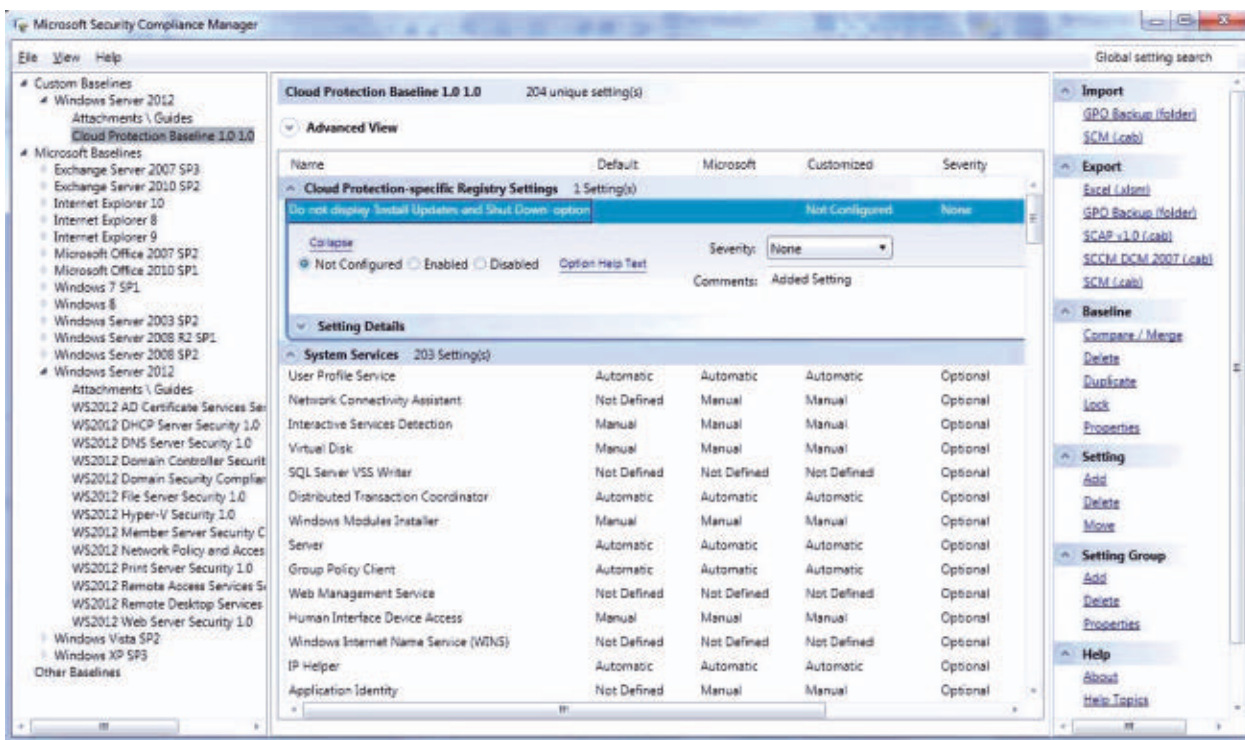 Microsoft Security Compliance Manager
File View Help
Global setting search
Custom Baselines
Windows Server 2012
Attachments \ Guides
Cloud Protection Baseline 1.0 1.0
Microsoft Baselines
Exchange Server 2007 SP3
Exchange Server 2010 SP2
Internet Explorer 10
Internet Explorer 8
Internet Explorer 9
Microsoft Office 2007 SP2
Microsoft Office 2010 SP1
Windows 7 SP1
Windows 8
Windows Server 2003 SP2
Windows Server 2008 R2 SP1
Windows Server 2008 SP2
Windows Server 2012
Attachments \ Guides
WS2012 AD Certificate Services Se
WS2012 DHCP Server Security 1.0
WS2012 DNS Server Security 1.0
WS2012 Domain Controller Securit
WS2012 Domain Security Complian
WS2012 File Server Security 1.0
WS2012 Hyper-V Security 1.0
WS2012 Member Server Security C
WS2012 Network Policy and Acces
WS2012 Print Server Security 1.0
WS2012 Remote Access Services S
WS2012 Remote Desktop Services
WS2012 Web Server Security 1.0
Windows Vista SP2
Windows XP SP3
Other Baselines
Cloud Protection Baseline 1.0 1.0 204 unique setting(s)
Advanced View
Name Default Microsoft Customized Severity
Cloud Protection-specific Registry Settings 1 Setting(s)
Do not display 'Install Updates and Shut Down' option Not Configured None
Collapse
Not Configured Enabled Disabled Option Help Text
Severity: None
Comments: Added Setting
Setting Details
System Services 203 Setting(s)
User Profile Service Automatic Automatic Automatic Optional
Network Connectivity Assistant Not Defined Manual Manual Optional
Interactive Services Detection Manual Manual Manual Optional
Virtual Disk Manual Manual Manual Optional
SQL Server VSS Writer Not Defined Not Defined Not Defined Optional
Distributed Transaction Coordinator Automatic Automatic Automatic Optional
Windows Modules Installer Manual Manual Manual Optional
Server Automatic Automatic Automatic Optional
Group Policy Client Automatic Automatic Automatic Optional
Web Management Service Not Defined Not Defined Not Defined Optional
Human Interface Device Access Manual Manual Manual Optional
Windows Internet Name Service (WINS) Not Defined Not Defined Not Defined Optional
IP Helper Automatic Automatic Automatic Optional
Application Identity Not Defined Manual Manual Optional
Import
GPO Backup (folder)
SCM (.cab)
Export
Excel (.xlsm)
GPO Backup (folder)
SCAP v1.0 (.cab)
SCCM DCM 2007 (.cab)
SCM (.cab)
Baseline
Compare / Merge
Delete
Duplicate
Lock
Properties
Setting
Add
Delete
Move
Setting Group
Add
Delete
Properties
Help
About
Help Topics